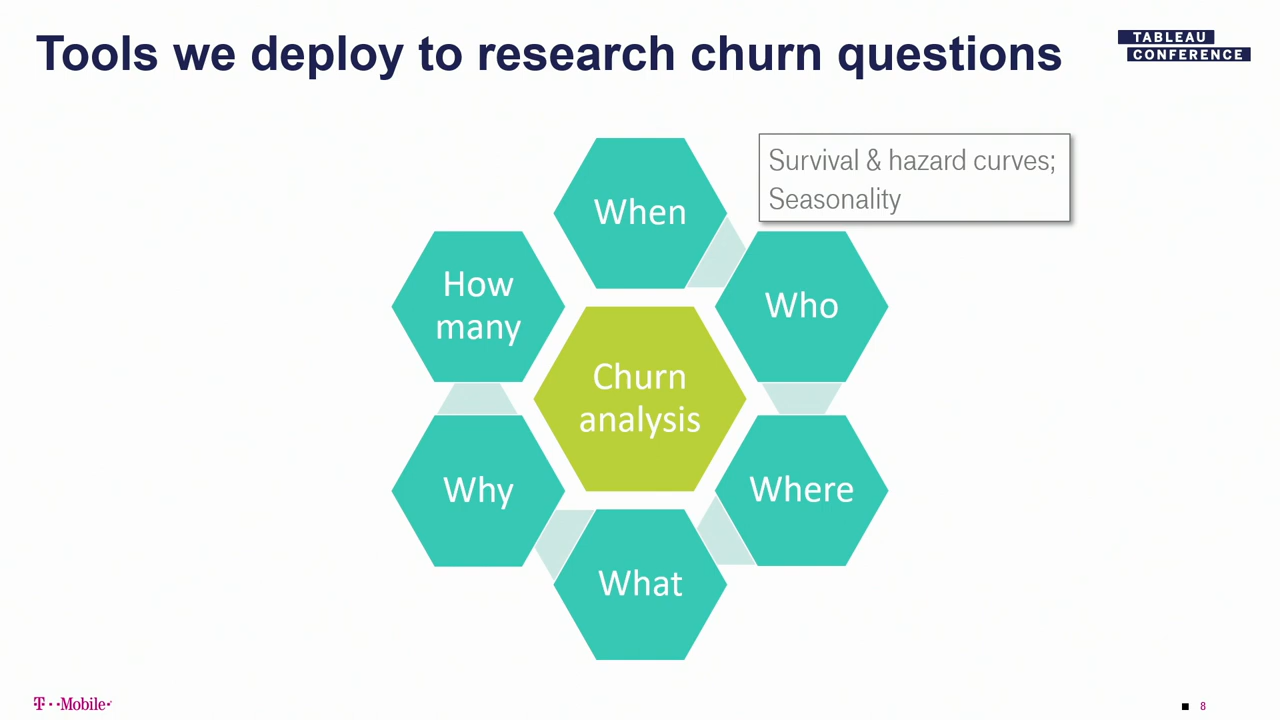 Tools we deploy to research churn questions
TABLEAU
CONFERENCE
Survival & hazard curves;
Seasonality
When
Who
How
many
Churn
analysis
Where
Why
What
T··Mobile·
8